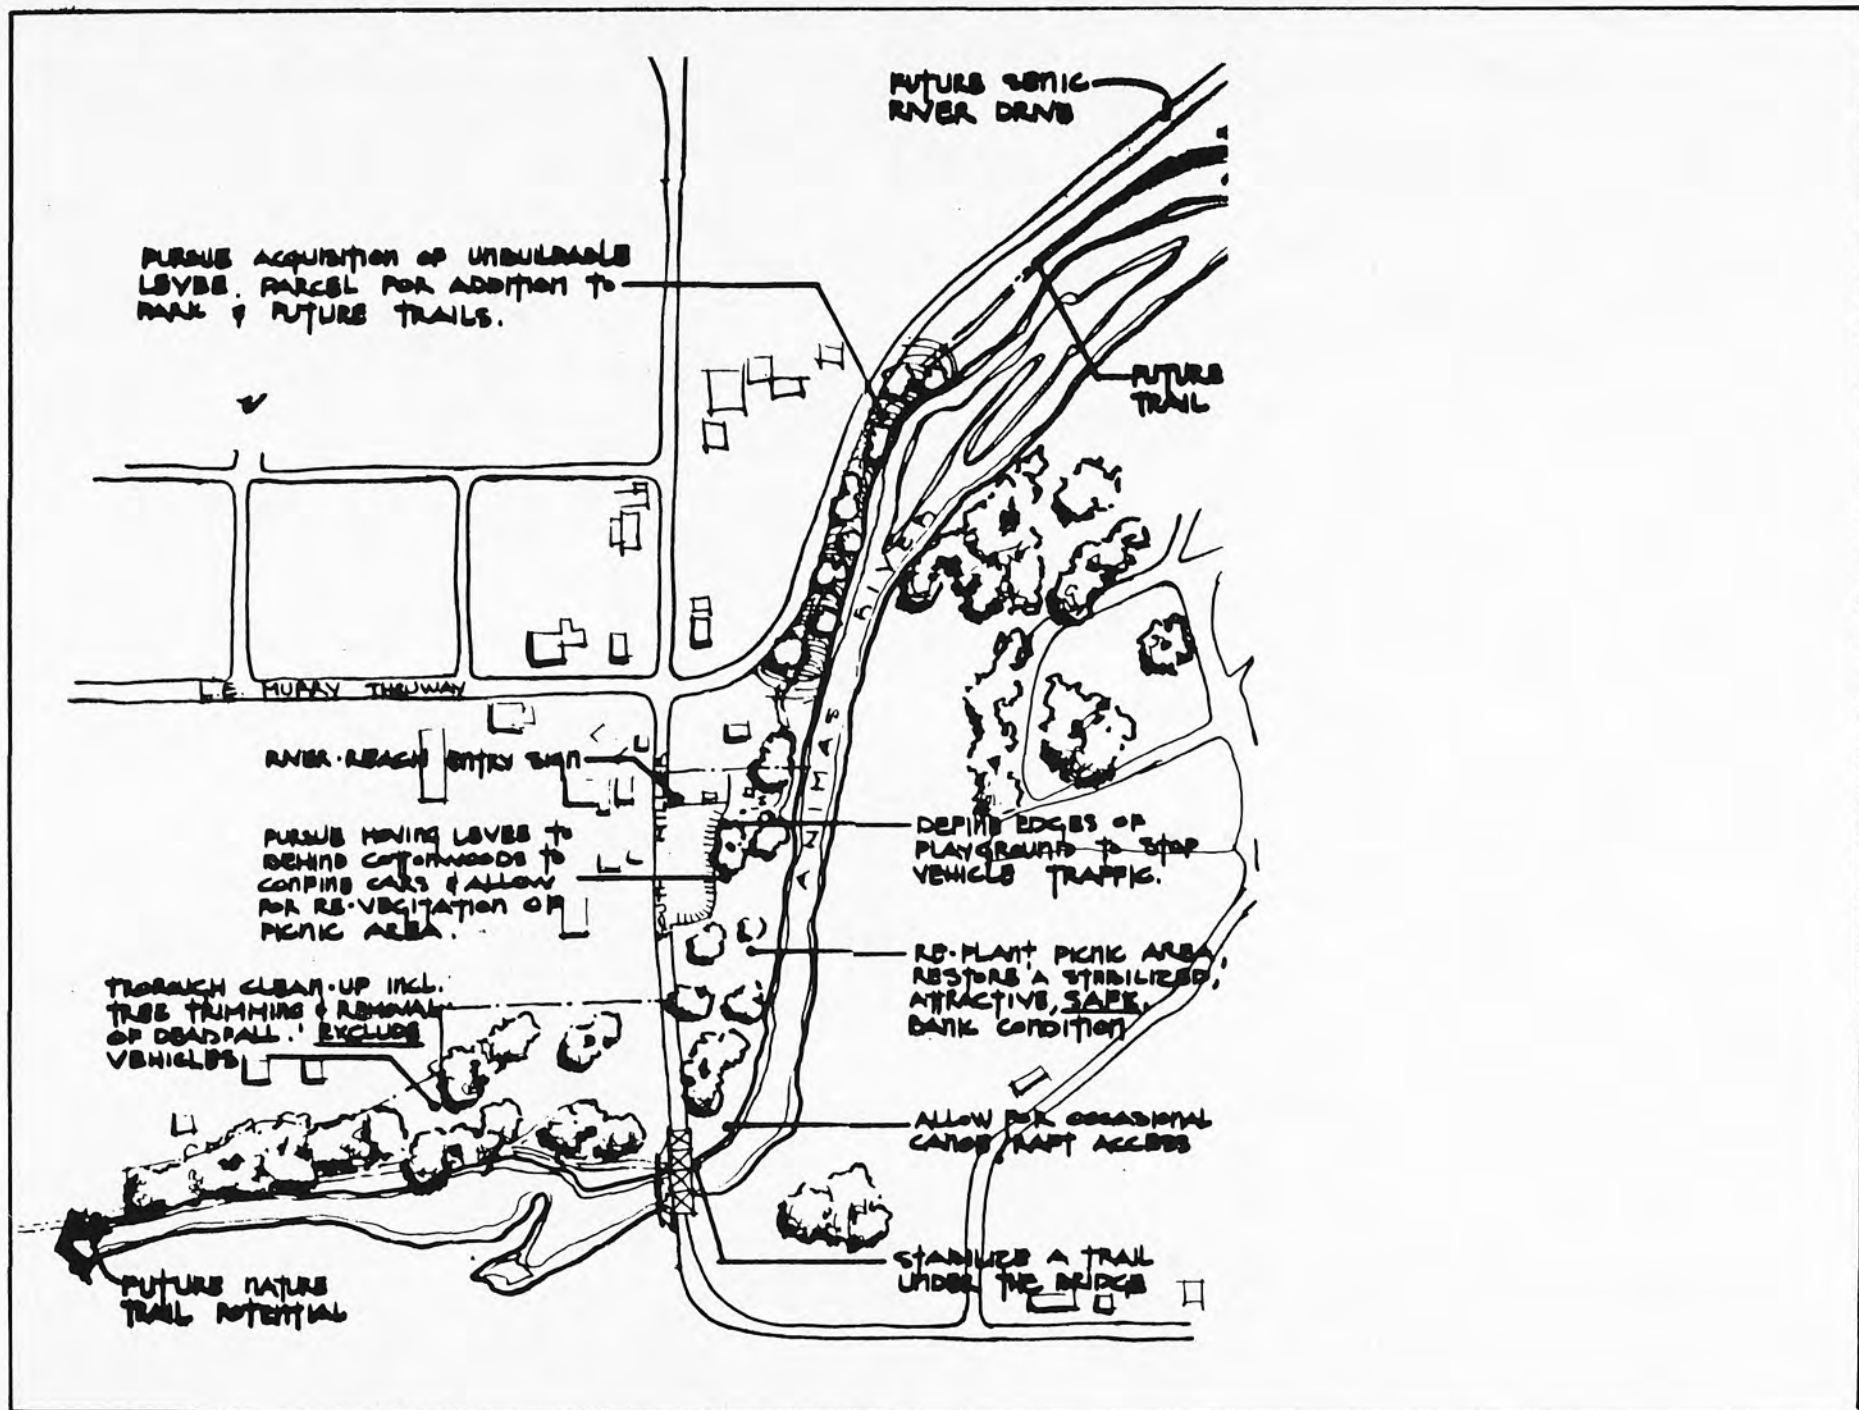 FUTURE SENIC
RIVER DRIVE
PURSUE ACQUISITION OF UNBUILDABLE
LEVEE. PARCEL FOR ADDITION TO
PARK & FUTURE TRAILS.
FUTURE
TRAIL
L.E. MURRY THRUWAY
ANIMAS RIVER
RIVER·REACH ENTRY SIGN
PURSUE MOVING LEVEE TO
BEHIND COTTONWOODS TO
CONFINE CARS & ALLOW
FOR RE·VEGITATION OF
PICNIC AREA.
DEFINE EDGES OF
PLAYGROUND TO STOP
VEHICLE TRAFFIC.
RE·PLANT PICNIC AREA,
RESTORE A STABILIZED,
ATTRACTIVE, SAFE,
BANK CONDITION
TROROUGH CLEAN·UP INCL.
TREE TRIMMING & REMOVAL
OF DEADFALL. EXCLUDE
VEHICLES
ALLOW FOR OCCASIONAL
CANOE/RAFT ACCESS
STABILIZE A TRAIL
UNDER THE BRIDGE
FUTURE NATURE
TRAIL POTENTIAL